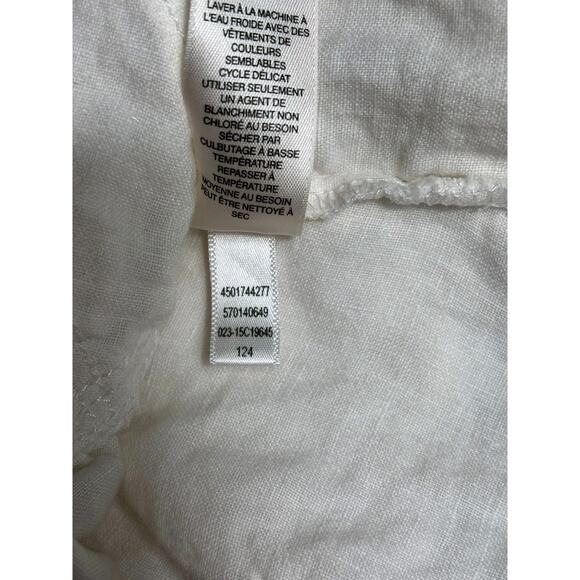 LAVER À LA MACHINE À
L'EAU FROIDE AVEC DES
VÊTEMENTS DE
COULEURS
SEMBLABLES
CYCLE DÉLICAT
UTILISER SEULEMENT
UN AGENT DE
BLANCHIMENT NON
CHLORÉ AU BESOIN
SÉCHER PAR
CULBUTAGE À BASSE
TEMPÉRATURE
REPASSER À
TEMPÉRATURE
MOYENNE AU BESOIN
PEUT ÊTRE NETTOYÉ À
SEC
4501744277
570140649
023-15C19645
124